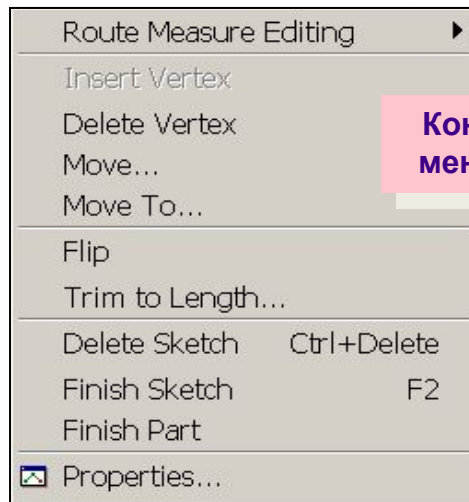 Route Measure Editing
Insert Vertex
Delete Vertex
Move...
Move To...
Flip
Trim to Length...
Delete Sketch Ctrl+Delete
Finish Sketch F2
Finish Part
Properties...